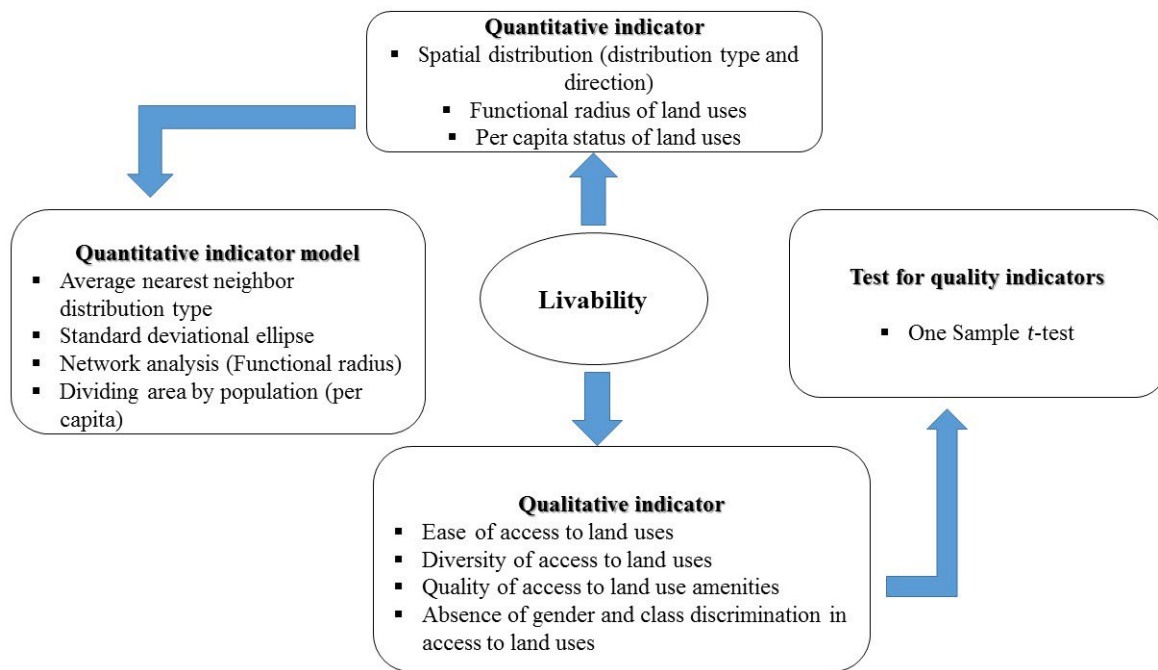 Quantitative indicator
▪ Spatial distribution (distribution type and
direction)
▪ Functional radius of land uses
▪ Per capita status of land uses
Quantitative indicator model
▪ Average nearest neighbor
distribution type
▪ Standard deviational ellipse
▪ Network analysis (Functional radius)
▪ Dividing area by population (per
capita)
Livability
Test for quality indicators
▪ One Sample t-test
Qualitative indicator
▪ Ease of access to land uses
▪ Diversity of access to land uses
▪ Quality of access to land use amenities
▪ Absence of gender and class discrimination in
access to land uses